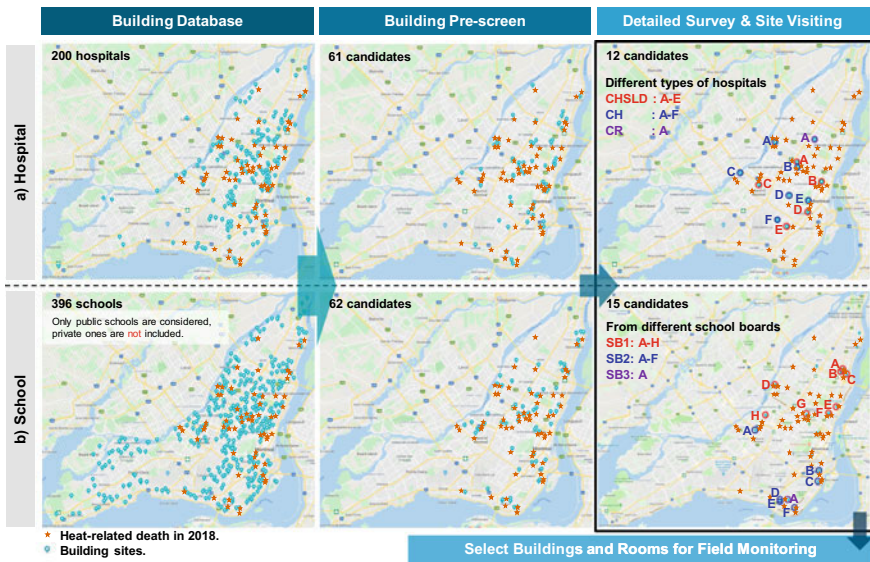 Building Database
Building Pre-screen
Detailed Survey & Site Visiting
a) Hospital
200 hospitals
61 candidates
12 candidates
Different types of hospitals
CHSLD : A-E
CH : A-F
CR : A
A
A
A
B
C
C
B
D
E
D
F
E
b) School
396 schools
Only public schools are considered,
private ones are not included.
62 candidates
15 candidates
From different school boards
SB1: A-H
SB2: A-F
SB3: A
A
B
C
D
G
E
F
H
A
B
C
D
A
E
F
Heat-related death in 2018.
Building sites.
Select Buildings and Rooms for Field Monitoring